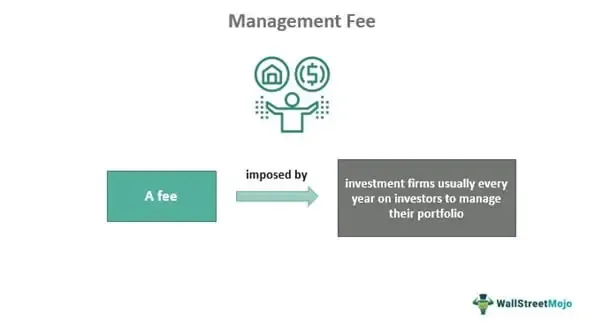 Management Fee
A fee
imposed by
investment firms usually every
year on investors to manage
their portfolio
WallStreetMojo